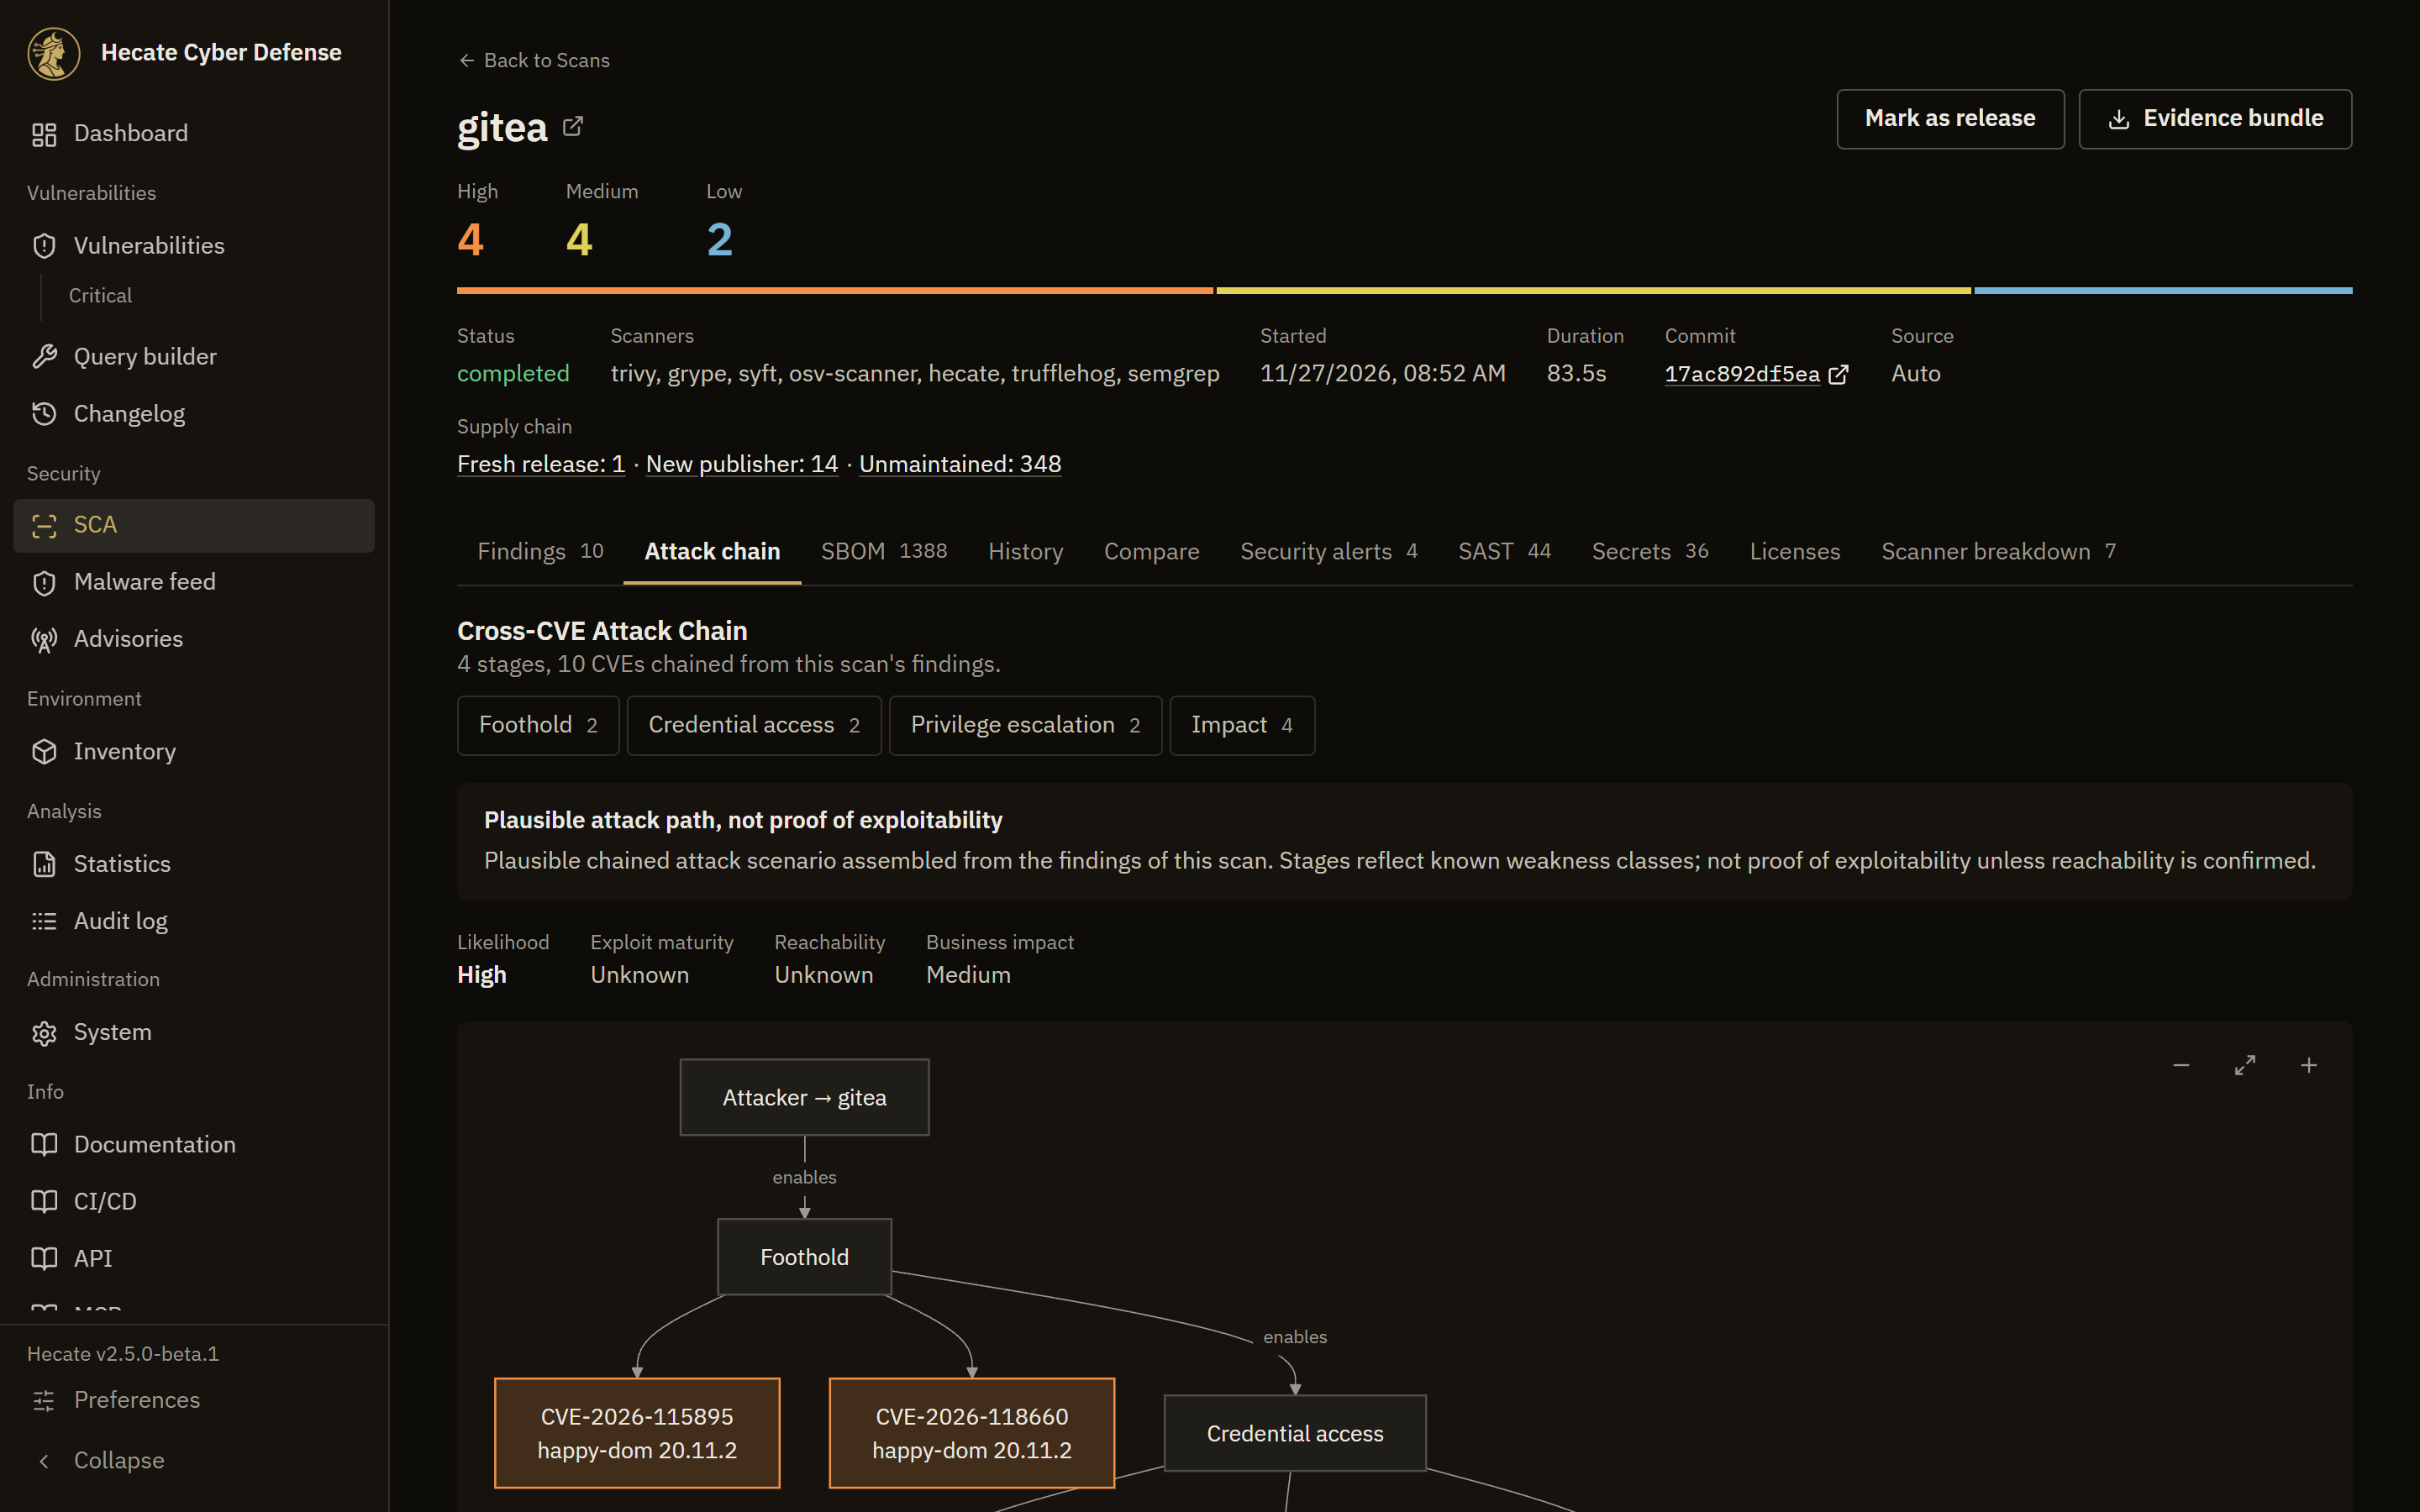 Hecate Cyber Defense
Dashboard
Vulnerabilities
Vulnerabilities
Critical
Query builder
Changelog
Security
SCA
Malware feed
Advisories
Environment
Inventory
Analysis
Statistics
Audit log
Administration
System
Info
Documentation
CI/CD
API
Hecate v2.5.0-beta.1
Preferences
Collapse
Back to Scans
gitea
Mark as release
Evidence bundle
High Medium Low
4 4 2
Status Scanners Started Duration Commit Source
completed trivy, grype, syft, osv-scanner, hecate, trufflehog, semgrep 11/27/2026, 08:52 AM 83.5s 17ac892df5ea Auto
Supply chain
Fresh release: 1 · New publisher: 14 · Unmaintained: 348
Findings 10 Attack chain SBOM 1388 History Compare Security alerts 4 SAST 44 Secrets 36 Licenses Scanner breakdown 7
Cross-CVE Attack Chain
4 stages, 10 CVEs chained from this scan's findings.
Foothold 2 Credential access 2 Privilege escalation 2 Impact 4
Plausible attack path, not proof of exploitability
Plausible chained attack scenario assembled from the findings of this scan. Stages reflect known weakness classes; not proof of exploitability unless reachability is confirmed.
Likelihood Exploit maturity Reachability Business impact
High Unknown Unknown Medium
Attacker → gitea
enables
Foothold
enables
CVE-2026-115895
happy-dom 20.11.2
CVE-2026-118660
happy-dom 20.11.2
Credential access